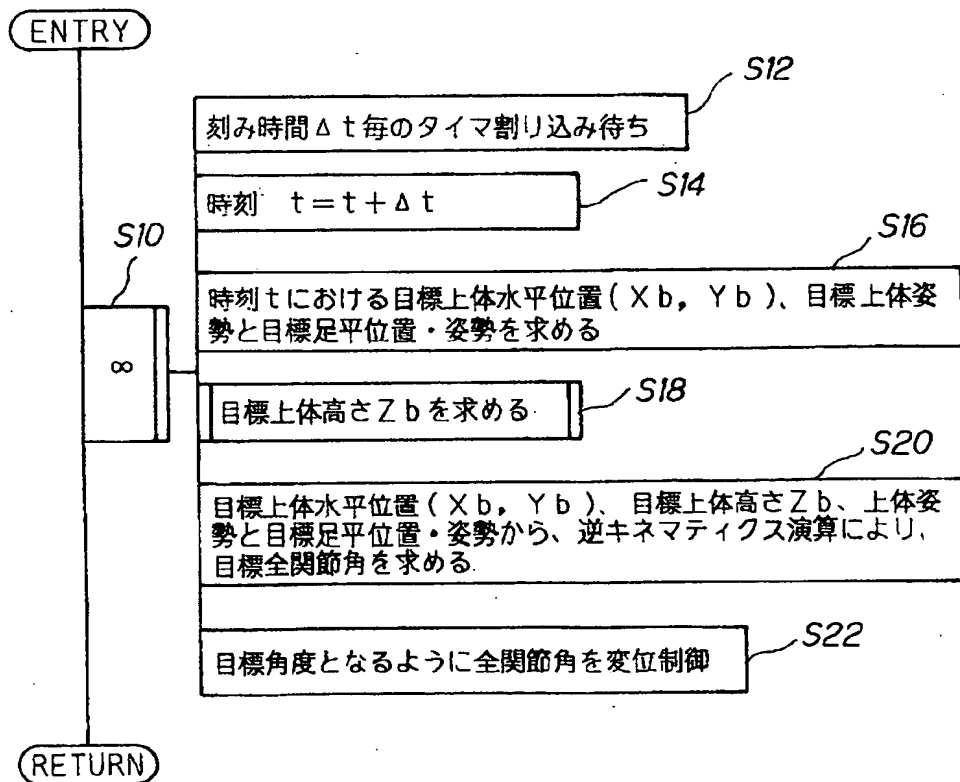 ENTRY
S12
刻み時間Δt毎のタイマ割り込み待ち
S14
時刻 t=t+Δt
S10
∞
S16
時刻tにおける目標上体水平位置(Xb,Yb)、目標上体姿
勢と目標足平位置・姿勢を求める
S18
目標上体高さZbを求める
S20
目標上体水平位置(Xb,Yb)、目標上体高さZb、上体姿
勢と目標足平位置・姿勢から、逆キネマティクス演算により、
目標全関節角を求める
S22
目標角度となるように全関節角を変位制御
RETURN